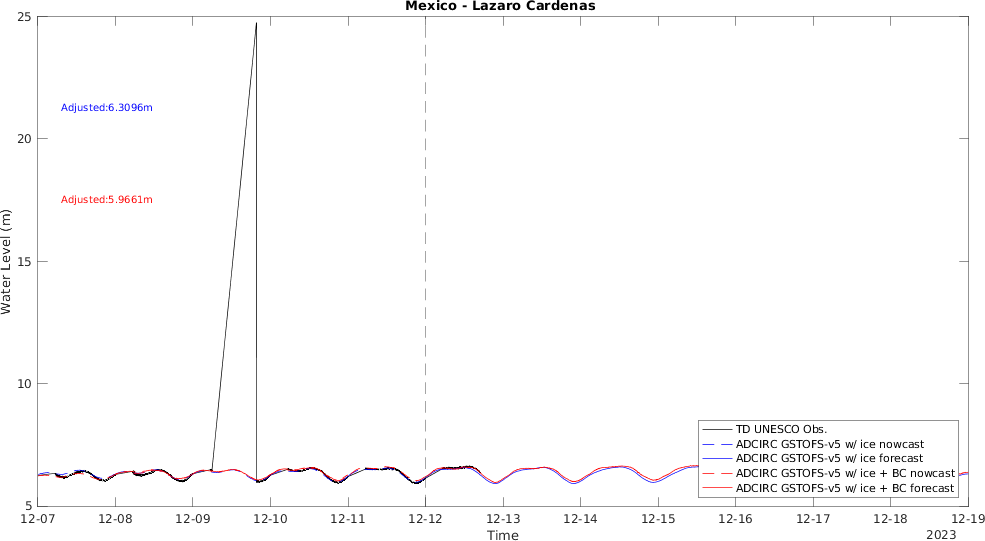 Mexico - Lazaro Cardenas
25
20
15
10
5
Water Level (m)
Adjusted:6.3096m
Adjusted:5.9661m
TD UNESCO Obs.
ADCIRC GSTOFS-v5 w/ ice nowcast
ADCIRC GSTOFS-v5 w/ ice forecast
ADCIRC GSTOFS-v5 w/ ice + BC nowcast
ADCIRC GSTOFS-v5 w/ ice + BC forecast
12-07 12-08 12-09 12-10 12-11 12-12 12-13 12-14 12-15 12-16 12-17 12-18 12-19
Time
2023